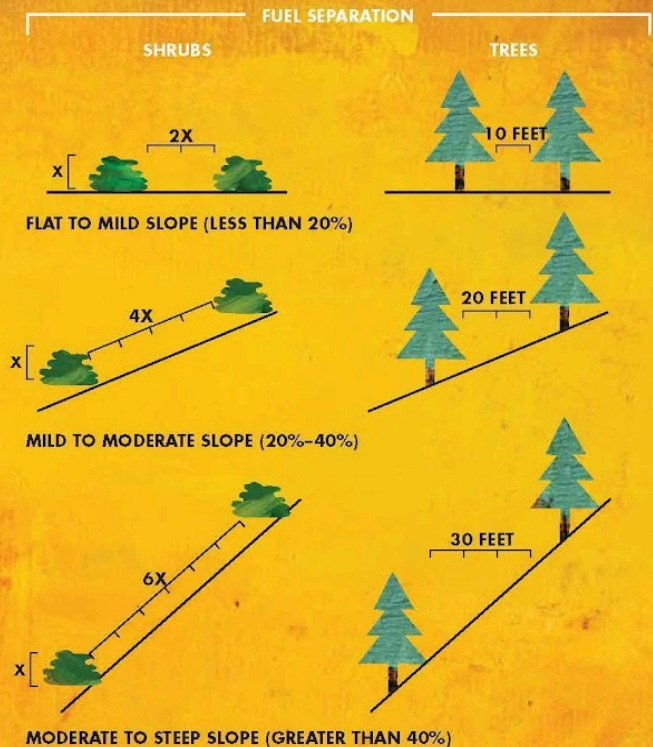 FUEL SEPARATION
SHRUBS
TREES
X
2X
10 FEET
FLAT TO MILD SLOPE (LESS THAN 20%)
X
4X
20 FEET
MILD TO MODERATE SLOPE (20%–40%)
X
6X
30 FEET
MODERATE TO STEEP SLOPE (GREATER THAN 40%)